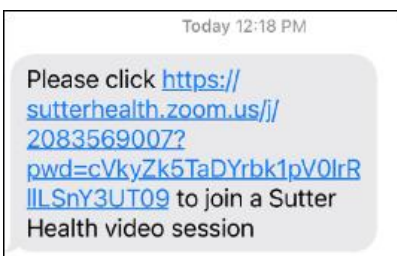 Today 12:18 PM
Please click https://
sutterhealth.zoom.us/j/
2083569007?
pwd=cVkyZk5TaDYrbk1pV0lrR
llLSnY3UT09 to join a Sutter
Health video session